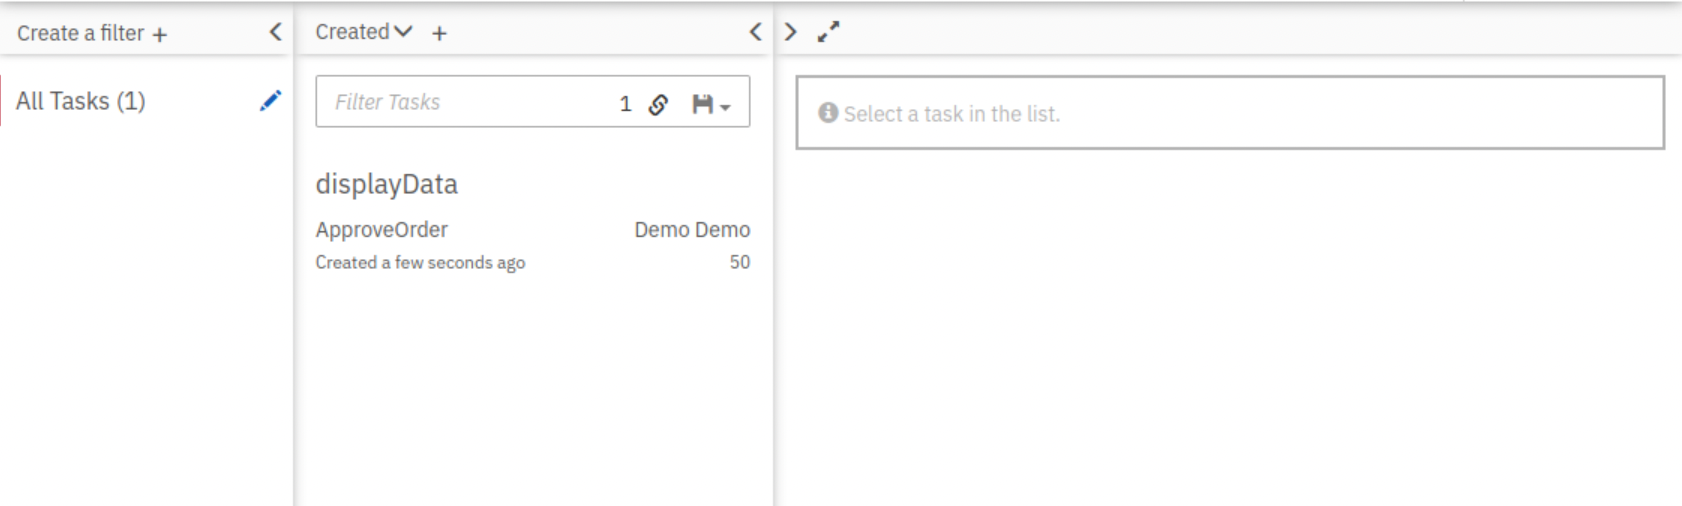 Create a filter +
All Tasks (1)
Created +
Filter Tasks 1
displayData
ApproveOrder Demo Demo
Created a few seconds ago 50
Select a task in the list.